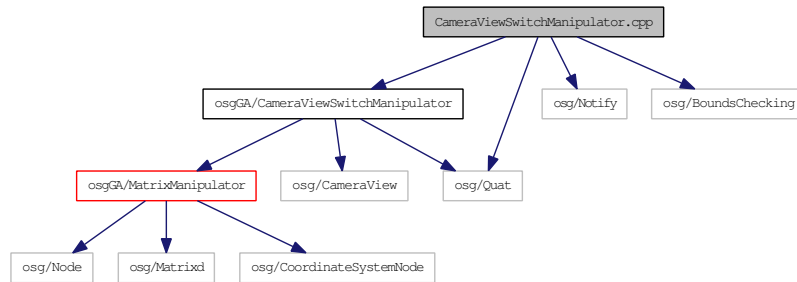 CameraViewSwitchManipulator.cpp
osgGA/CameraViewSwitchManipulator
osg/Notify
osg/BoundsChecking
osgGA/MatrixManipulator
osg/CameraView
osg/Quat
osg/Node
osg/Matrixd
osg/CoordinateSystemNode